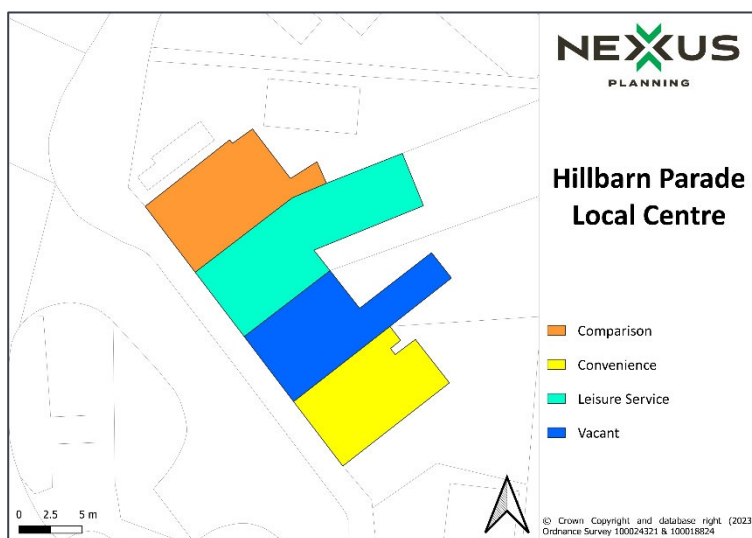 NEXUS
PLANNING
Hillbarn Parade
Local Centre
Comparison
Convenience
Leisure Service
Vacant
0 2.5 5 m
© Crown Copyright and database right (2023
Ordnance Survey 100024321 & 100018824